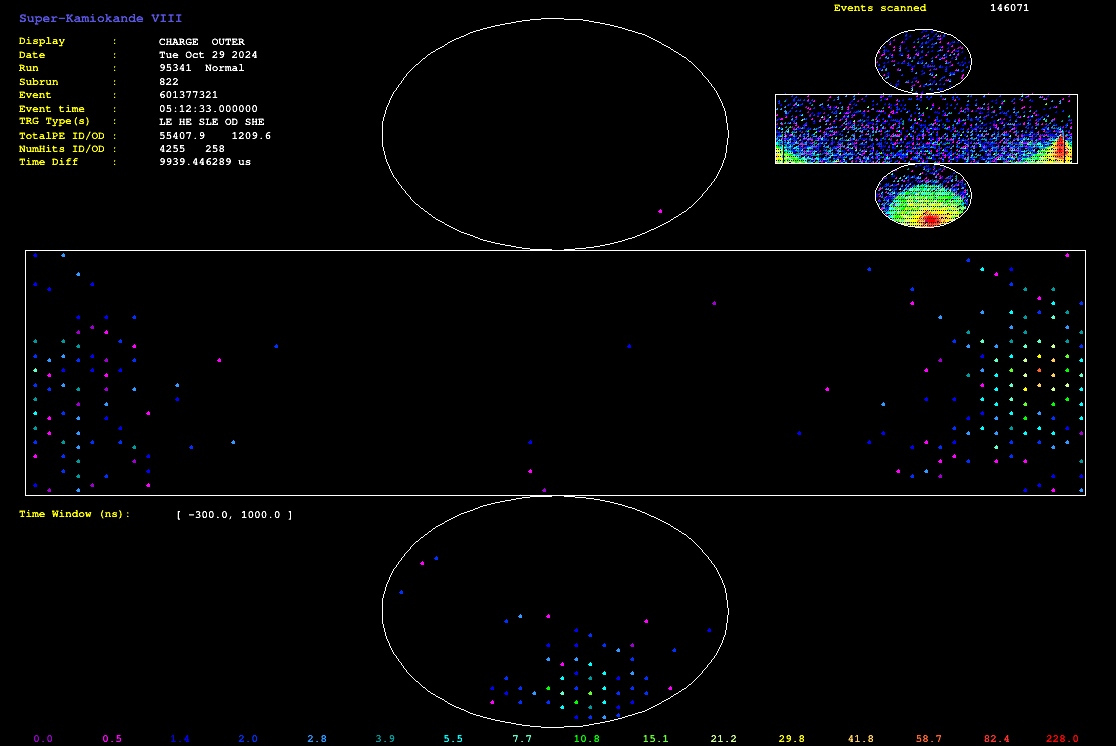 Super-Kamiokande VIII
Events scanned 146071
Display : CHARGE OUTER
Date : Tue Oct 29 2024
Run : 95341 Normal
Subrun : 822
Event : 601377321
Event time : 05:12:33.000000
TRG Type(s) : LE HE SLE OD SHE
TotalPE ID/OD : 55407.9 1209.6
NumHits ID/OD : 4255 258
Time Diff : 9939.446289 us
Time Window (ns): [ -300.0, 1000.0 ]
0.0 0.5 1.4 2.0 2.8 3.9 5.5 7.7 10.8 15.1 21.2 29.8 41.8 58.7 82.4 228.0